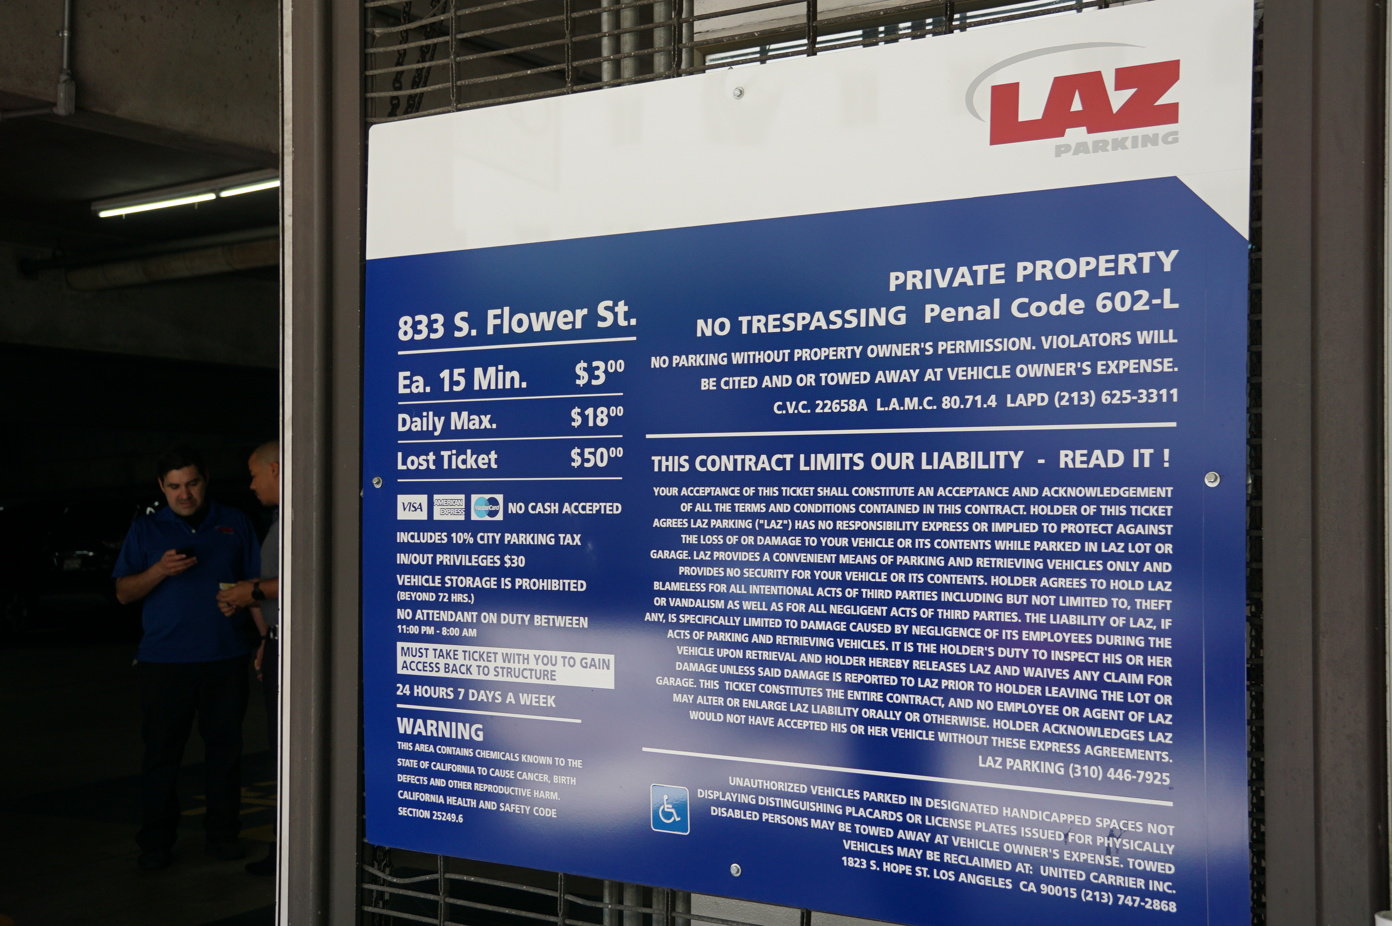 LAZ
PARKING
833 S. Flower St.
Ea. 15 Min. $3⁰⁰
Daily Max. $18⁰⁰
Lost Ticket $50⁰⁰
VISA AMERICAN EXPRESS MasterCard NO CASH ACCEPTED
INCLUDES 10% CITY PARKING TAX
IN/OUT PRIVILEGES $30
VEHICLE STORAGE IS PROHIBITED
(BEYOND 72 HRS.)
NO ATTENDANT ON DUTY BETWEEN
11:00 PM - 8:00 AM
MUST TAKE TICKET WITH YOU TO GAIN
ACCESS BACK TO STRUCTURE
24 HOURS 7 DAYS A WEEK
WARNING
THIS AREA CONTAINS CHEMICALS KNOWN TO THE
STATE OF CALIFORNIA TO CAUSE CANCER, BIRTH
DEFECTS AND OTHER REPRODUCTIVE HARM.
CALIFORNIA HEALTH AND SAFETY CODE
SECTION 25249.6
PRIVATE PROPERTY
NO TRESPASSING Penal Code 602-L
NO PARKING WITHOUT PROPERTY OWNER'S PERMISSION. VIOLATORS WILL
BE CITED AND OR TOWED AWAY AT VEHICLE OWNER'S EXPENSE.
C.V.C. 22658A L.A.M.C. 80.71.4 LAPD (213) 625-3311
THIS CONTRACT LIMITS OUR LIABILITY - READ IT !
YOUR ACCEPTANCE OF THIS TICKET SHALL CONSTITUTE AN ACCEPTANCE AND ACKNOWLEDGEMENT
OF ALL THE TERMS AND CONDITIONS CONTAINED IN THIS CONTRACT. HOLDER OF THIS TICKET
AGREES LAZ PARKING ("LAZ") HAS NO RESPONSIBILITY EXPRESS OR IMPLIED TO PROTECT AGAINST
THE LOSS OF OR DAMAGE TO YOUR VEHICLE OR ITS CONTENTS WHILE PARKED IN LAZ LOT OR
GARAGE. LAZ PROVIDES A CONVENIENT MEANS OF PARKING AND RETRIEVING VEHICLES ONLY AND
PROVIDES NO SECURITY FOR YOUR VEHICLE OR ITS CONTENTS. HOLDER AGREES TO HOLD LAZ
BLAMELESS FOR ALL INTENTIONAL ACTS OF THIRD PARTIES INCLUDING BUT NOT LIMITED TO, THEFT
OR VANDALISM AS WELL AS FOR ALL NEGLIGENT ACTS OF THIRD PARTIES. THE LIABILITY OF LAZ, IF
ANY, IS SPECIFICALLY LIMITED TO DAMAGE CAUSED BY NEGLIGENCE OF ITS EMPLOYEES DURING THE
ACTS OF PARKING AND RETRIEVING VEHICLES. IT IS THE HOLDER'S DUTY TO INSPECT HIS OR HER
VEHICLE UPON RETRIEVAL AND HOLDER HEREBY RELEASES LAZ AND WAIVES ANY CLAIM FOR
DAMAGE UNLESS SAID DAMAGE IS REPORTED TO LAZ PRIOR TO HOLDER LEAVING THE LOT OR
GARAGE. THIS TICKET CONSTITUTES THE ENTIRE CONTRACT, AND NO EMPLOYEE OR AGENT OF LAZ
MAY ALTER OR ENLARGE LAZ LIABILITY ORALLY OR OTHERWISE. HOLDER ACKNOWLEDGES LAZ
WOULD NOT HAVE ACCEPTED HIS OR HER VEHICLE WITHOUT THESE EXPRESS AGREEMENTS.
LAZ PARKING (310) 446-7925
UNAUTHORIZED VEHICLES PARKED IN DESIGNATED HANDICAPPED SPACES NOT
DISPLAYING DISTINGUISHING PLACARDS OR LICENSE PLATES ISSUED FOR PHYSICALLY
DISABLED PERSONS MAY BE TOWED AWAY AT VEHICLE OWNER'S EXPENSE. TOWED
VEHICLES MAY BE RECLAIMED AT: UNITED CARRIER INC.
1823 S. HOPE ST. LOS ANGELES CA 90015 (213) 747-2868